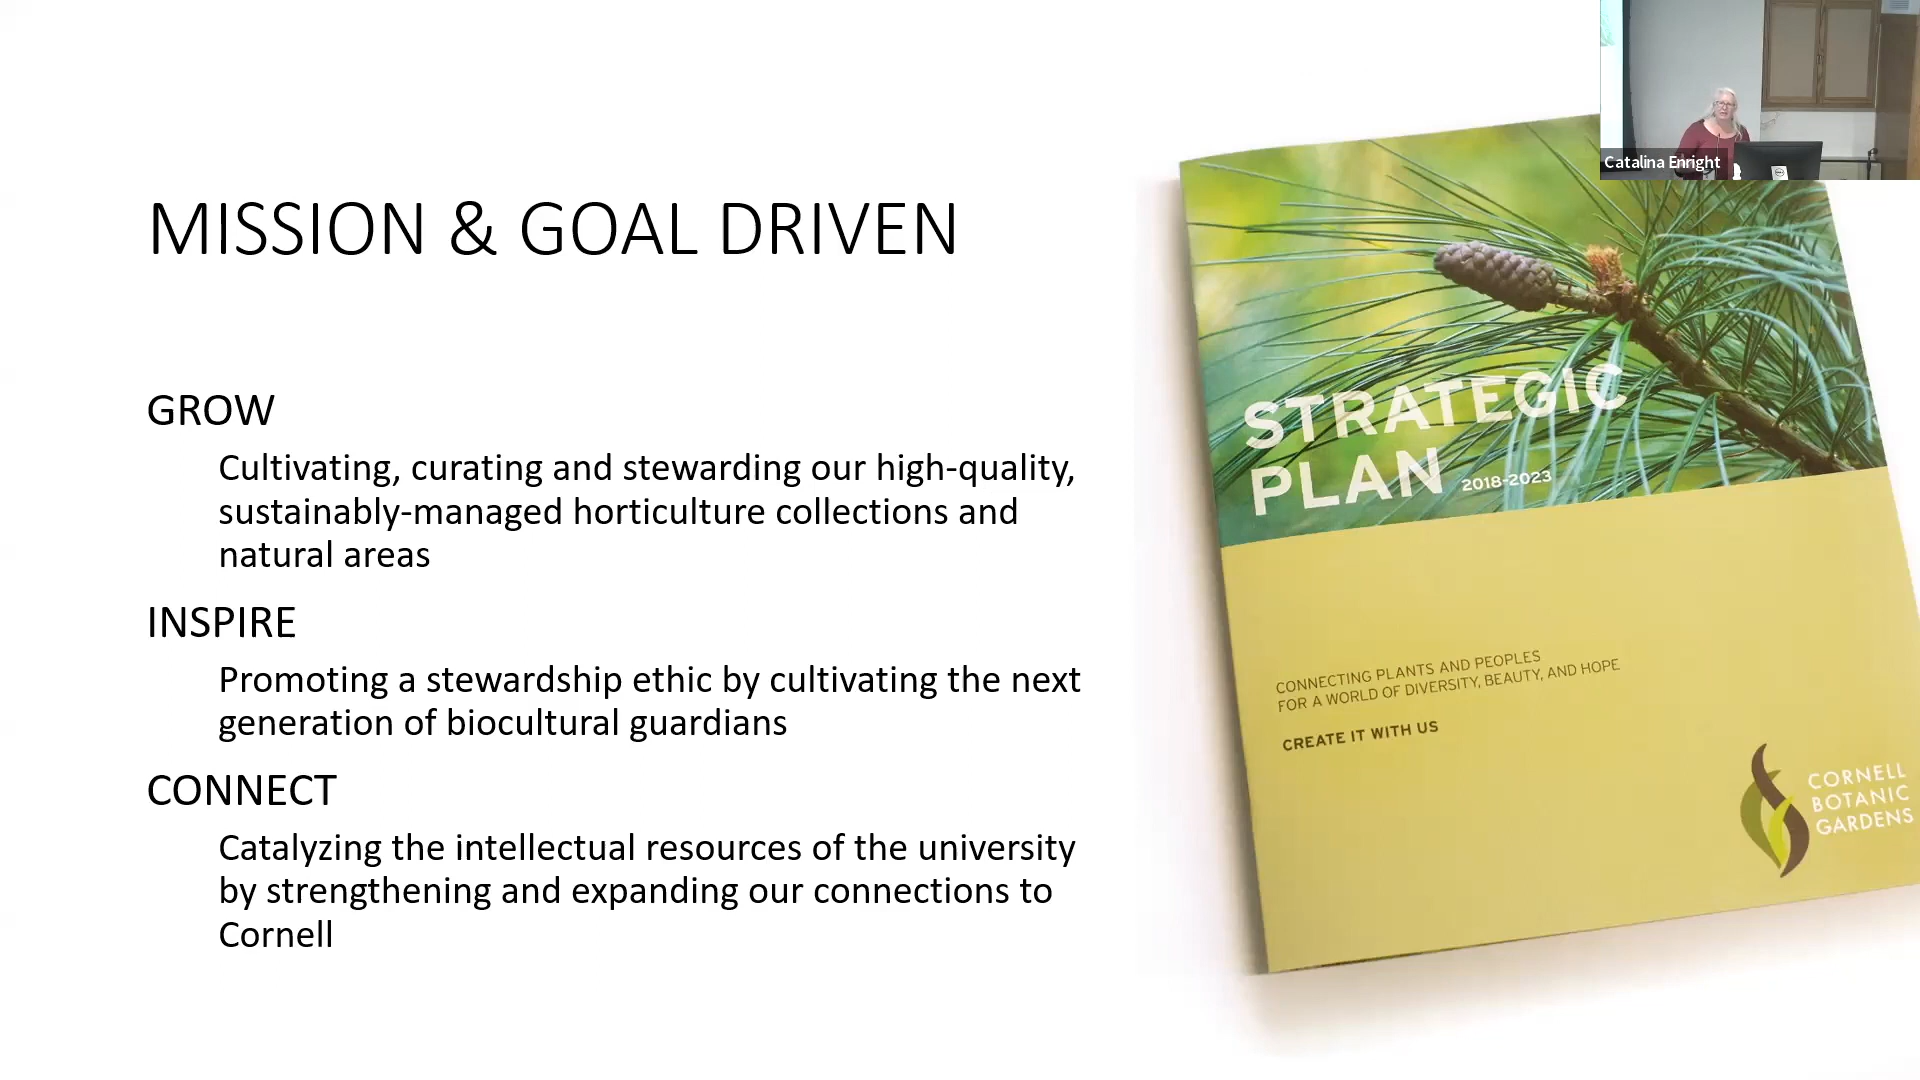 Catalina Enright
MISSION & GOAL DRIVEN
GROW
Cultivating, curating and stewarding our high-quality,
sustainably-managed horticulture collections and
natural areas
INSPIRE
Promoting a stewardship ethic by cultivating the next
generation of biocultural guardians
CONNECT
Catalyzing the intellectual resources of the university
by strengthening and expanding our connections to
Cornell
STRATEGIC
PLAN 2018-2023
CONNECTING PLANTS AND PEOPLES
FOR A WORLD OF DIVERSITY, BEAUTY, AND HOPE
CREATE IT WITH US
CORNELL
BOTANIC
GARDENS